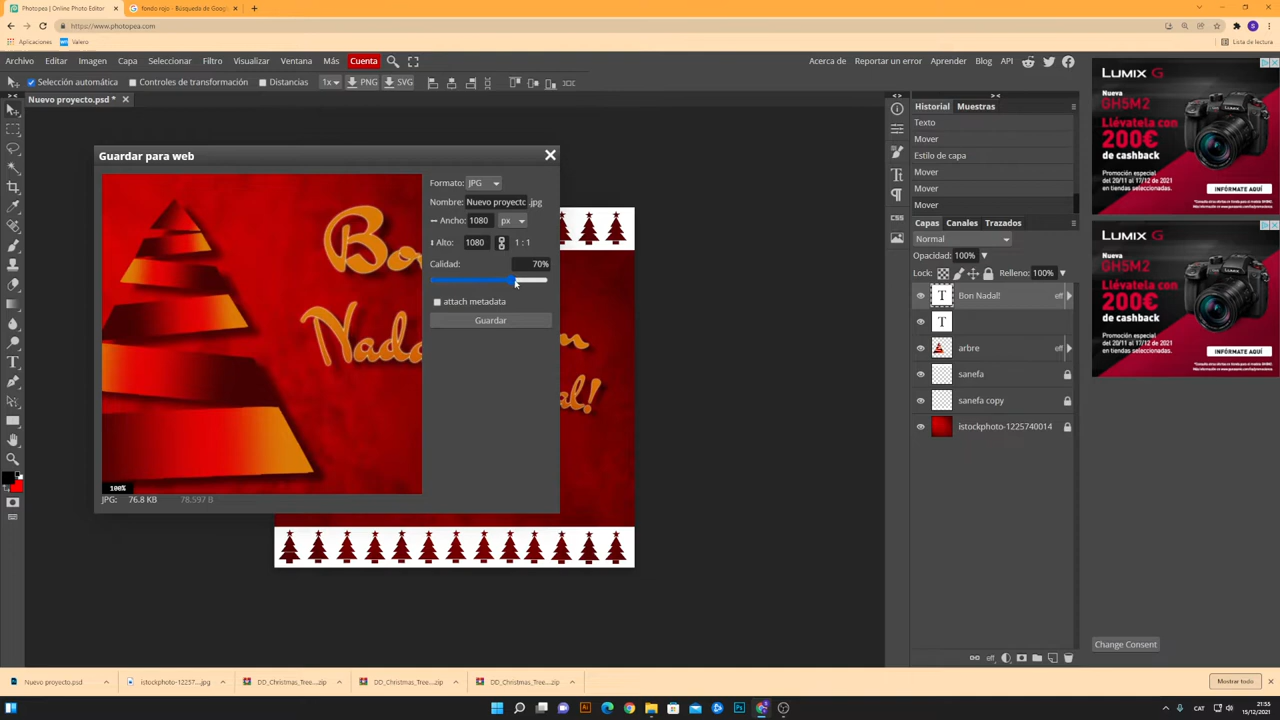 Photopea | Online Photo Editor
fondo rojo - Búsqueda de Goog
https://www.photopea.com
Aplicaciones
Valero
Lista de lectura
Archivo
Editar
Imagen
Capa
Seleccionar
Filtro
Visualizar
Ventana
Más
Cuenta
Acerca de
Reportar un error
Aprender
Blog
API
Selección automática
Controles de transformación
Distancias
1x
PNG
SVG
Nuevo proyecto.psd *
Guardar para web
Formato: JPG
Nombre: Nuevo proyecto .jpg
Ancho: 1080 px
Alto: 1080 1 : 1
Calidad: 70%
attach metadata
Guardar
Bo
Nada
100%
JPG: 76.8 KB 78,597 B
n
al!
Historial
Muestras
Texto
Mover
Estilo de capa
Mover
Mover
Mover
Capas
Canales
Trazados
css
Normal
Opacidad: 100%
Lock:
Relleno: 100%
T Bon Nadal! eff
T
arbre eff
sanefa
sanefa copy
istockphoto-1225740014
eff
LUMIX G
Nueva
GH5M2
Llévatela con
200€
de cashback
Promoción especial
del 20/11 al 17/12 de 2021
INFÓRMATE AQUÍ
LUMIX G
Nueva
GH5M2
Llévatela con
200€
de cashback
Promoción especial
del 20/11 al 17/12 de 2021
INFÓRMATE AQUÍ
Change Consent
Nuevo proyecto.psd
istockphoto-12257....jpg
DD_Christmas_Tree....zip
DD_Christmas_Tree....zip
DD_Christmas_Tree....zip
Mostrar todo
CAT
21:55
15/12/2021